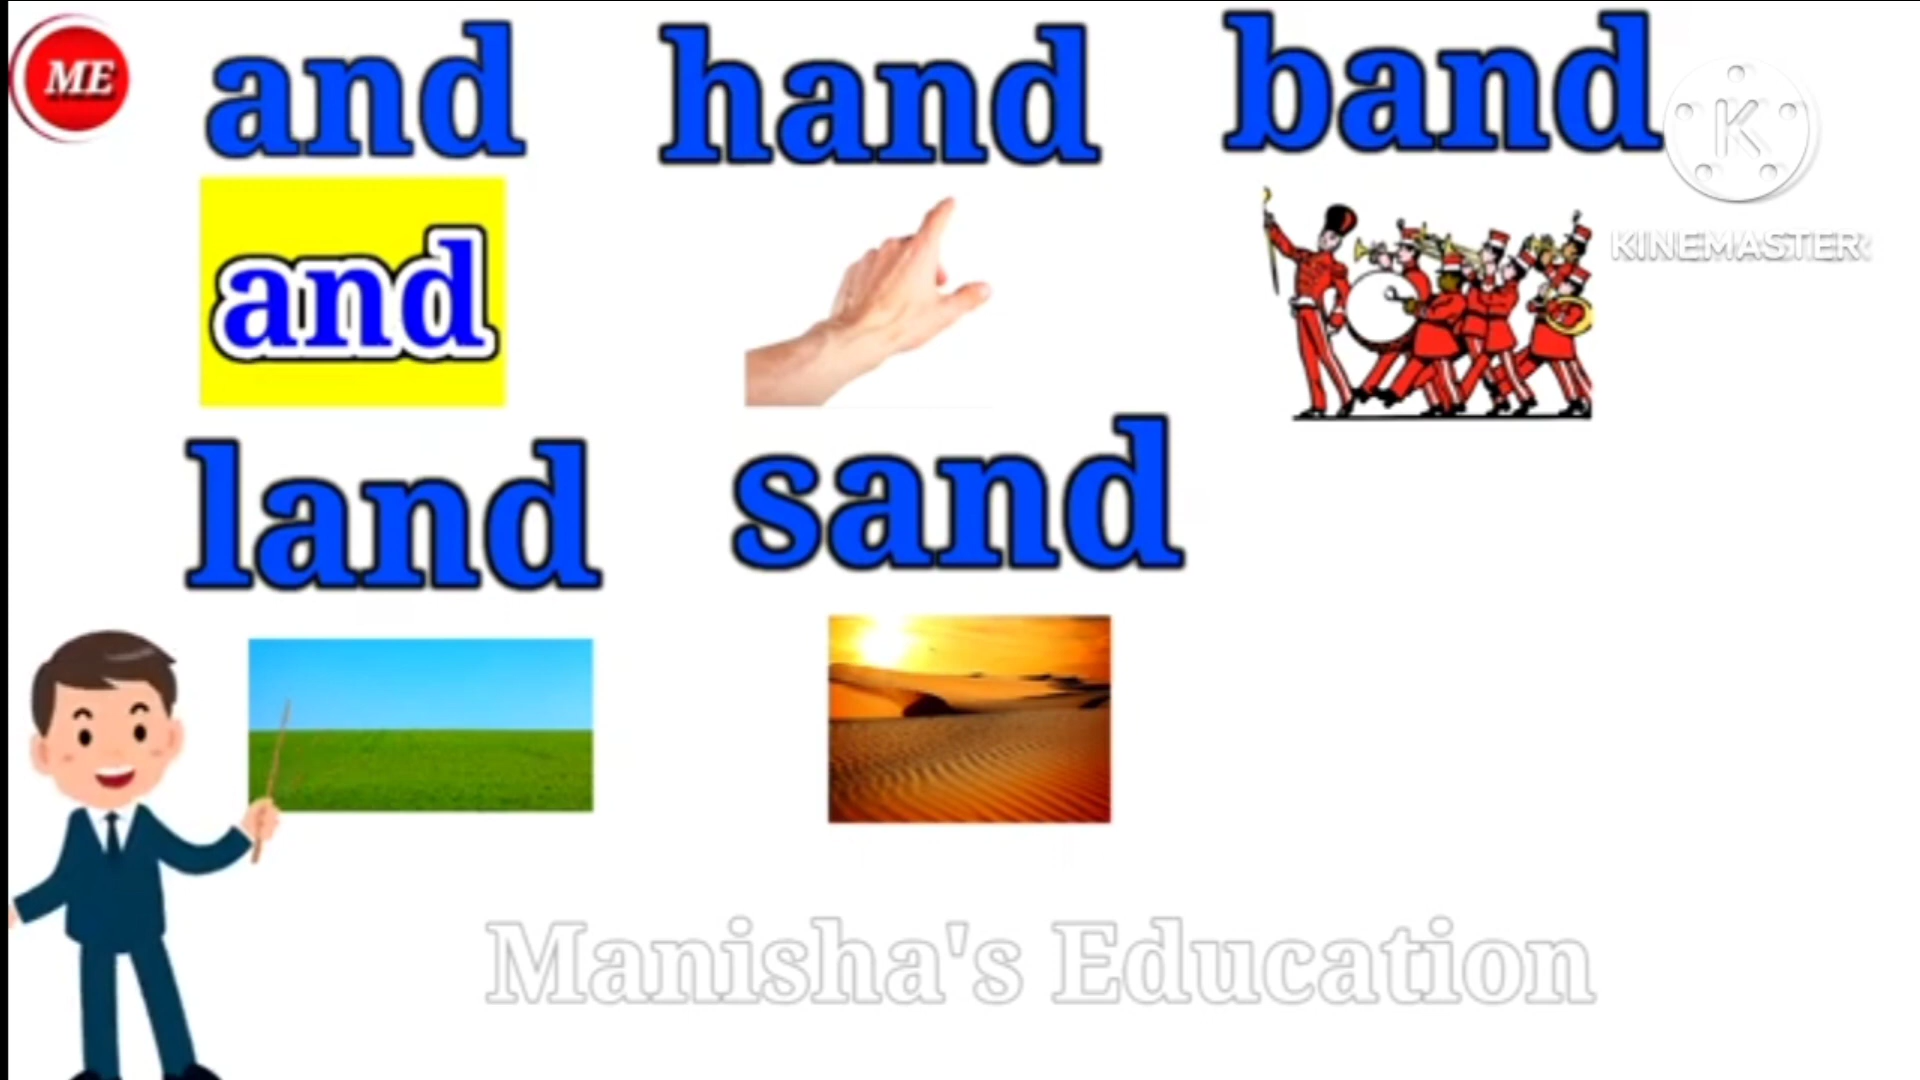 ME
and hand band
K
KINEMASTER
and
land sand
Manisha's Education